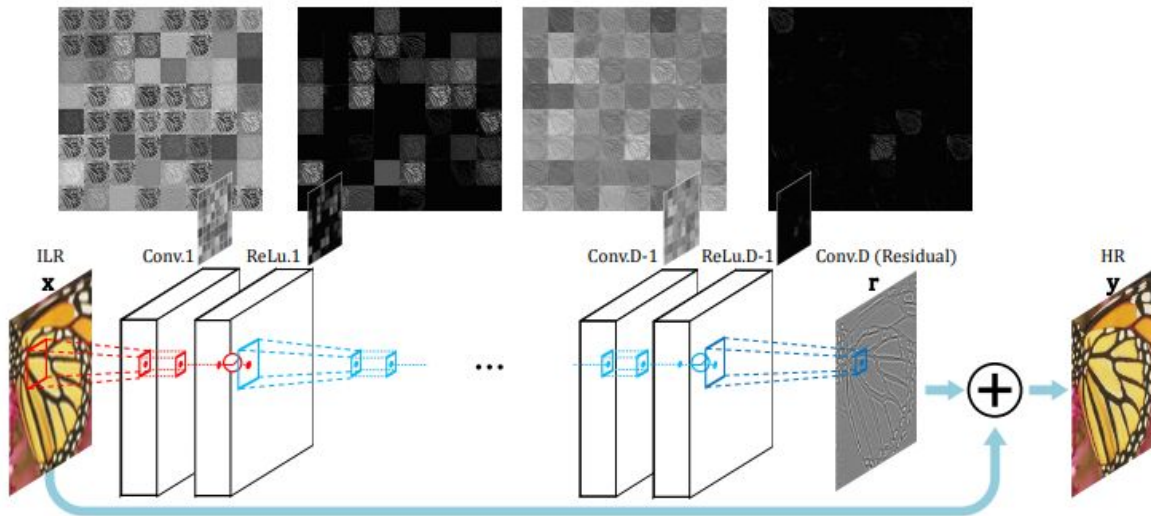 ILR
x
Conv.1
ReLu.1
...
Conv.D-1
ReLu.D-1
Conv.D (Residual)
r
HR
y